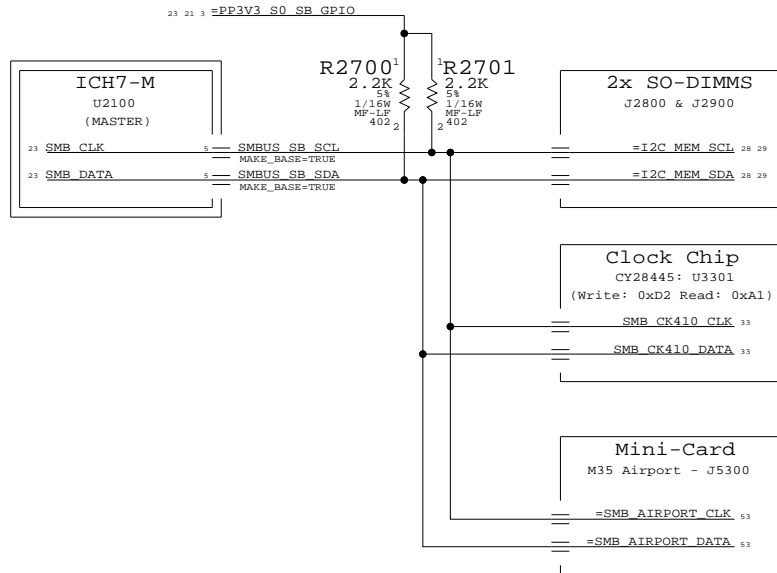 23 21 3 =PP3V3_S0_SB_GPIO
ICH7-M
U2100
(MASTER)
23 SMB_CLK
5 SMBUS_SB_SCL
MAKE_BASE=TRUE
23 SMB_DATA
5 SMBUS_SB_SDA
MAKE_BASE=TRUE
R2700
1
2.2K
5%
1/16W
MF-LF
402
2
1
R2701
2.2K
5%
1/16W
MF-LF
2 402
2x SO-DIMMS
J2800 & J2900
=I2C_MEM_SCL 28 29
=I2C_MEM_SDA 28 29
Clock Chip
CY28445: U3301
(Write: 0xD2 Read: 0xA1)
SMB_CK410_CLK 33
SMB_CK410_DATA 33
Mini-Card
M35 Airport - J5300
=SMB_AIRPORT_CLK 53
=SMB_AIRPORT_DATA 53